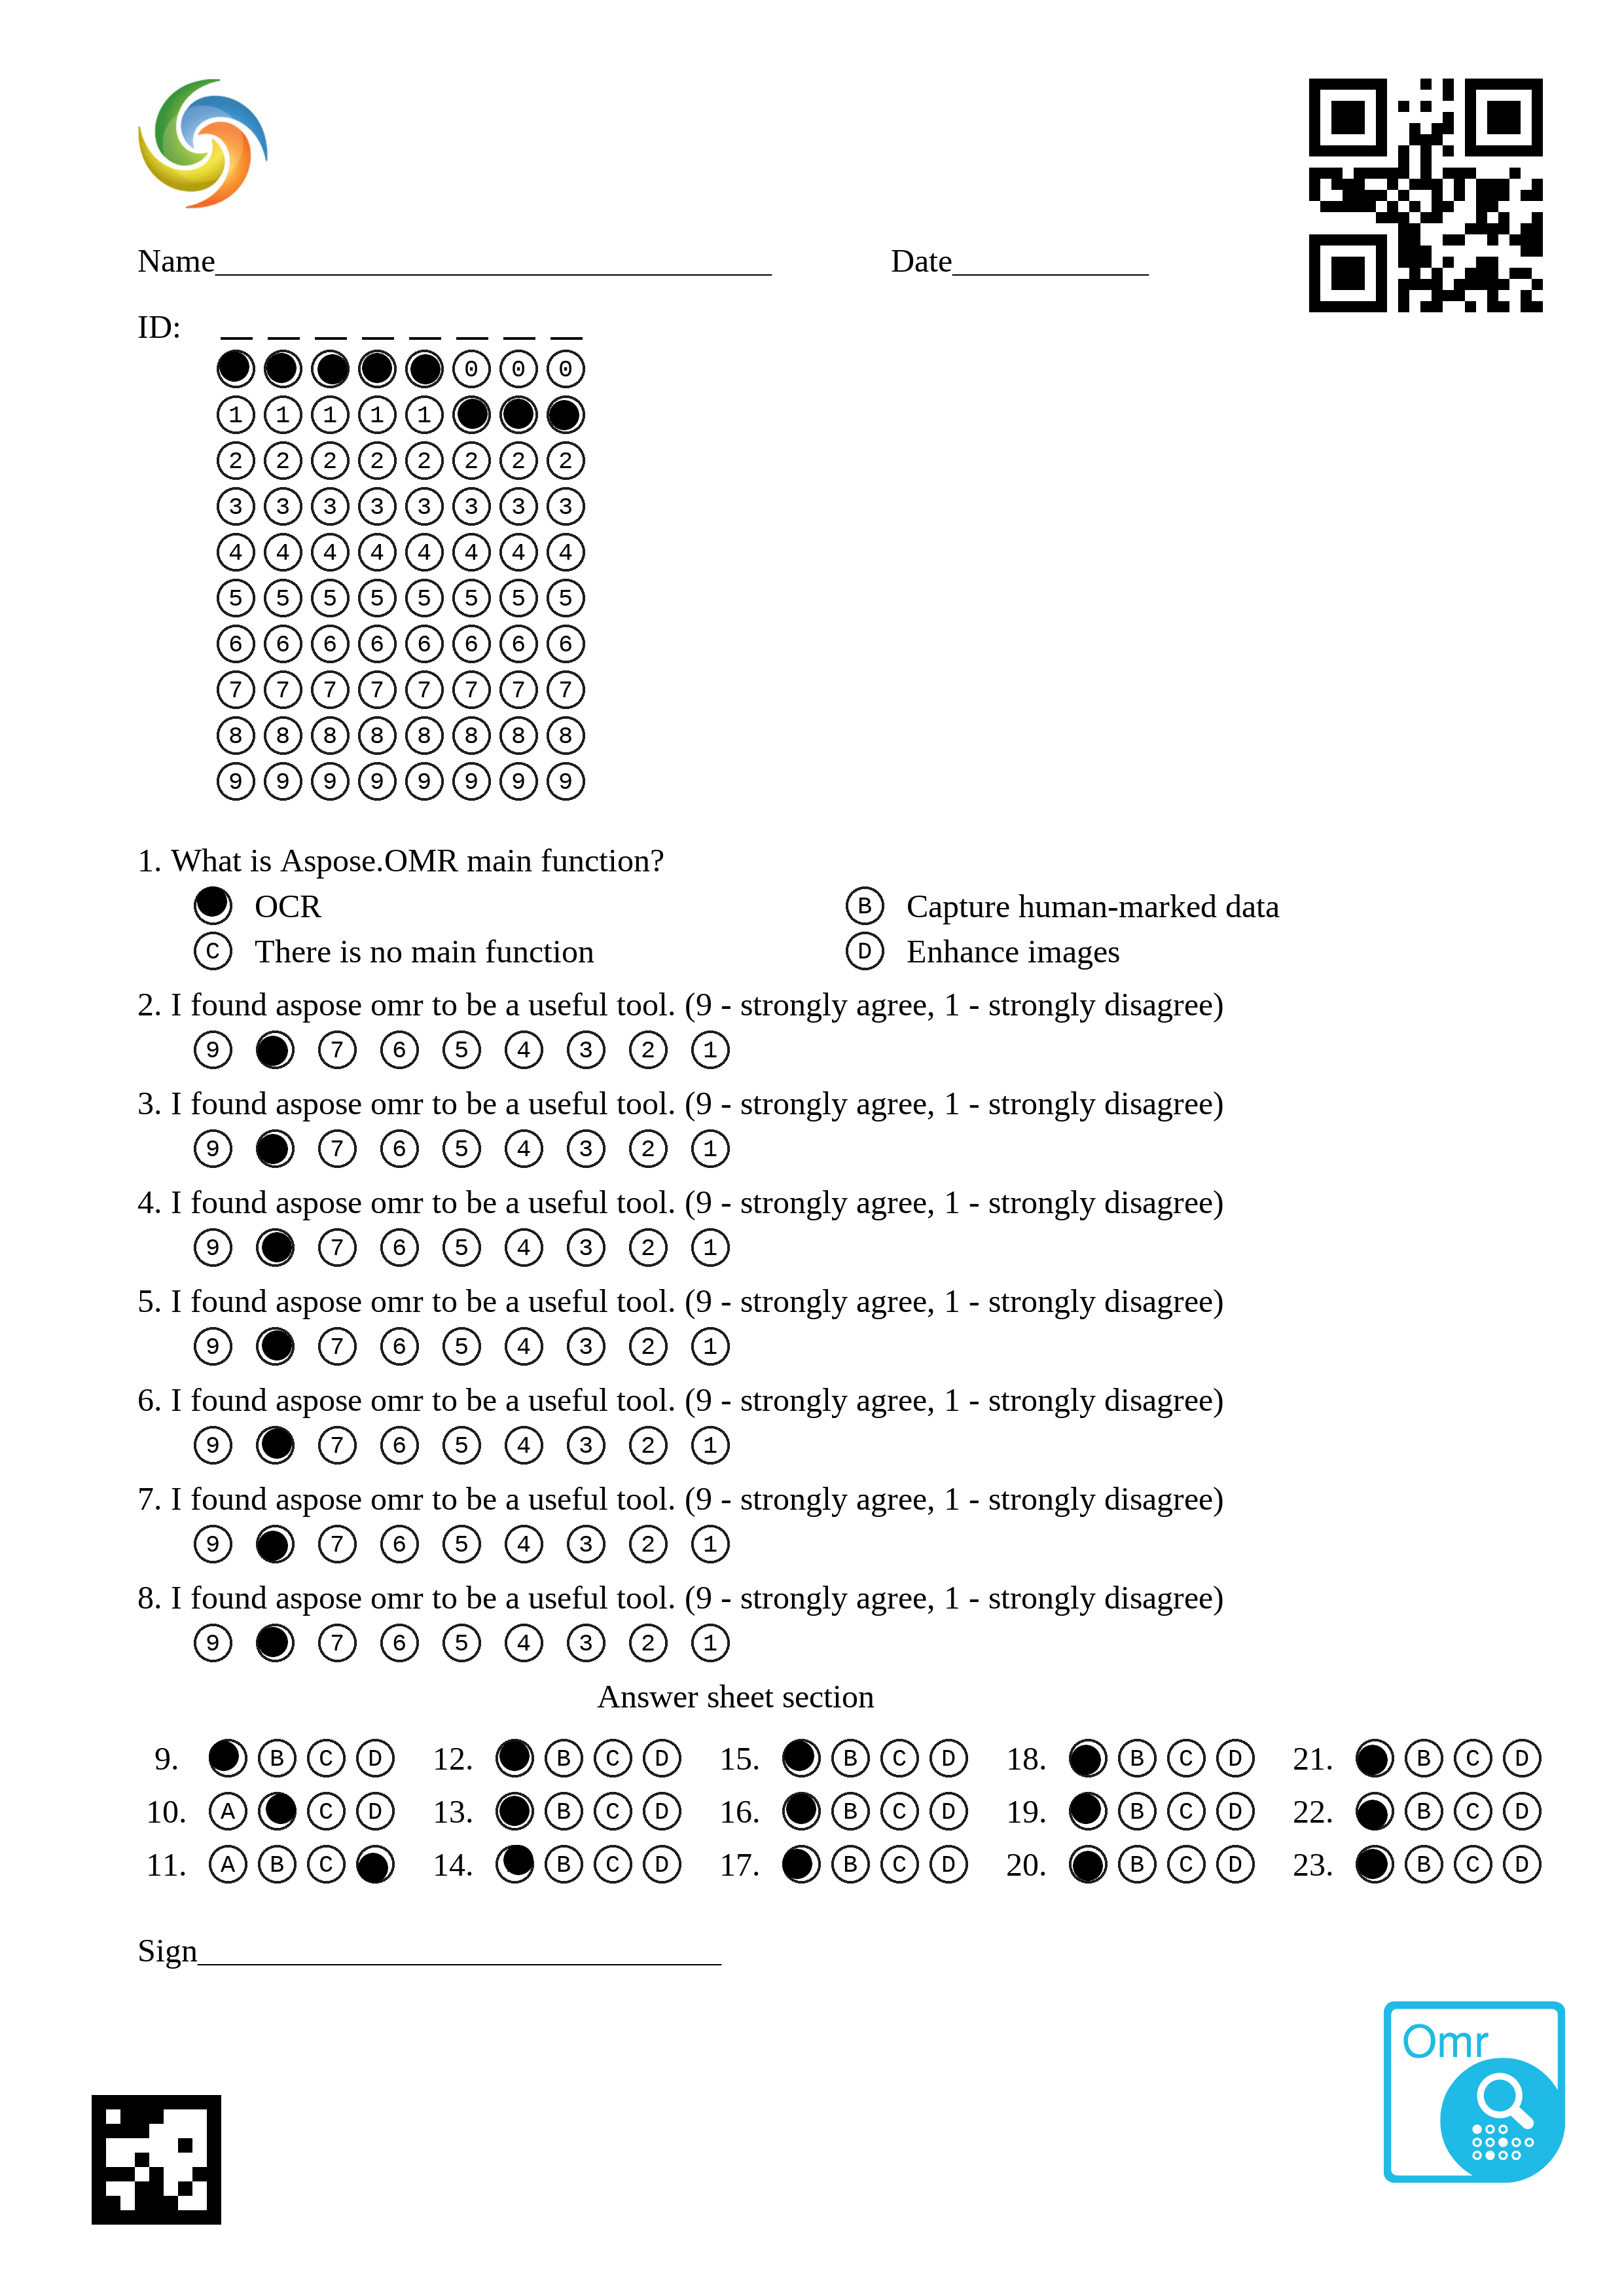 Name Date
ID:
0 0 0
1 1 1 1 1
2 2 2 2 2 2 2 2
3 3 3 3 3 3 3 3
4 4 4 4 4 4 4 4
5 5 5 5 5 5 5 5
6 6 6 6 6 6 6 6
7 7 7 7 7 7 7 7
8 8 8 8 8 8 8 8
9 9 9 9 9 9 9 9
1. What is Aspose.OMR main function?
OCR B Capture human-marked data
C There is no main function D Enhance images
2. I found aspose omr to be a useful tool. (9 - strongly agree, 1 - strongly disagree)
9 7 6 5 4 3 2 1
3. I found aspose omr to be a useful tool. (9 - strongly agree, 1 - strongly disagree)
9 7 6 5 4 3 2 1
4. I found aspose omr to be a useful tool. (9 - strongly agree, 1 - strongly disagree)
9 7 6 5 4 3 2 1
5. I found aspose omr to be a useful tool. (9 - strongly agree, 1 - strongly disagree)
9 7 6 5 4 3 2 1
6. I found aspose omr to be a useful tool. (9 - strongly agree, 1 - strongly disagree)
9 7 6 5 4 3 2 1
7. I found aspose omr to be a useful tool. (9 - strongly agree, 1 - strongly disagree)
9 7 6 5 4 3 2 1
8. I found aspose omr to be a useful tool. (9 - strongly agree, 1 - strongly disagree)
9 7 6 5 4 3 2 1
Answer sheet section
9. B C D 12. B C D 15. B C D 18. B C D 21. B C D
10. A C D 13. B C D 16. B C D 19. B C D 22. B C D
11. A B C 14. B C D 17. B C D 20. B C D 23. B C D
Sign
Omr